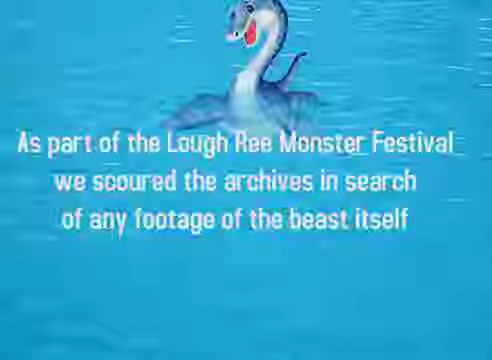 As part of the Lough Ree Monster Festival
we scoured the archives in search
of any footage of the beast itself